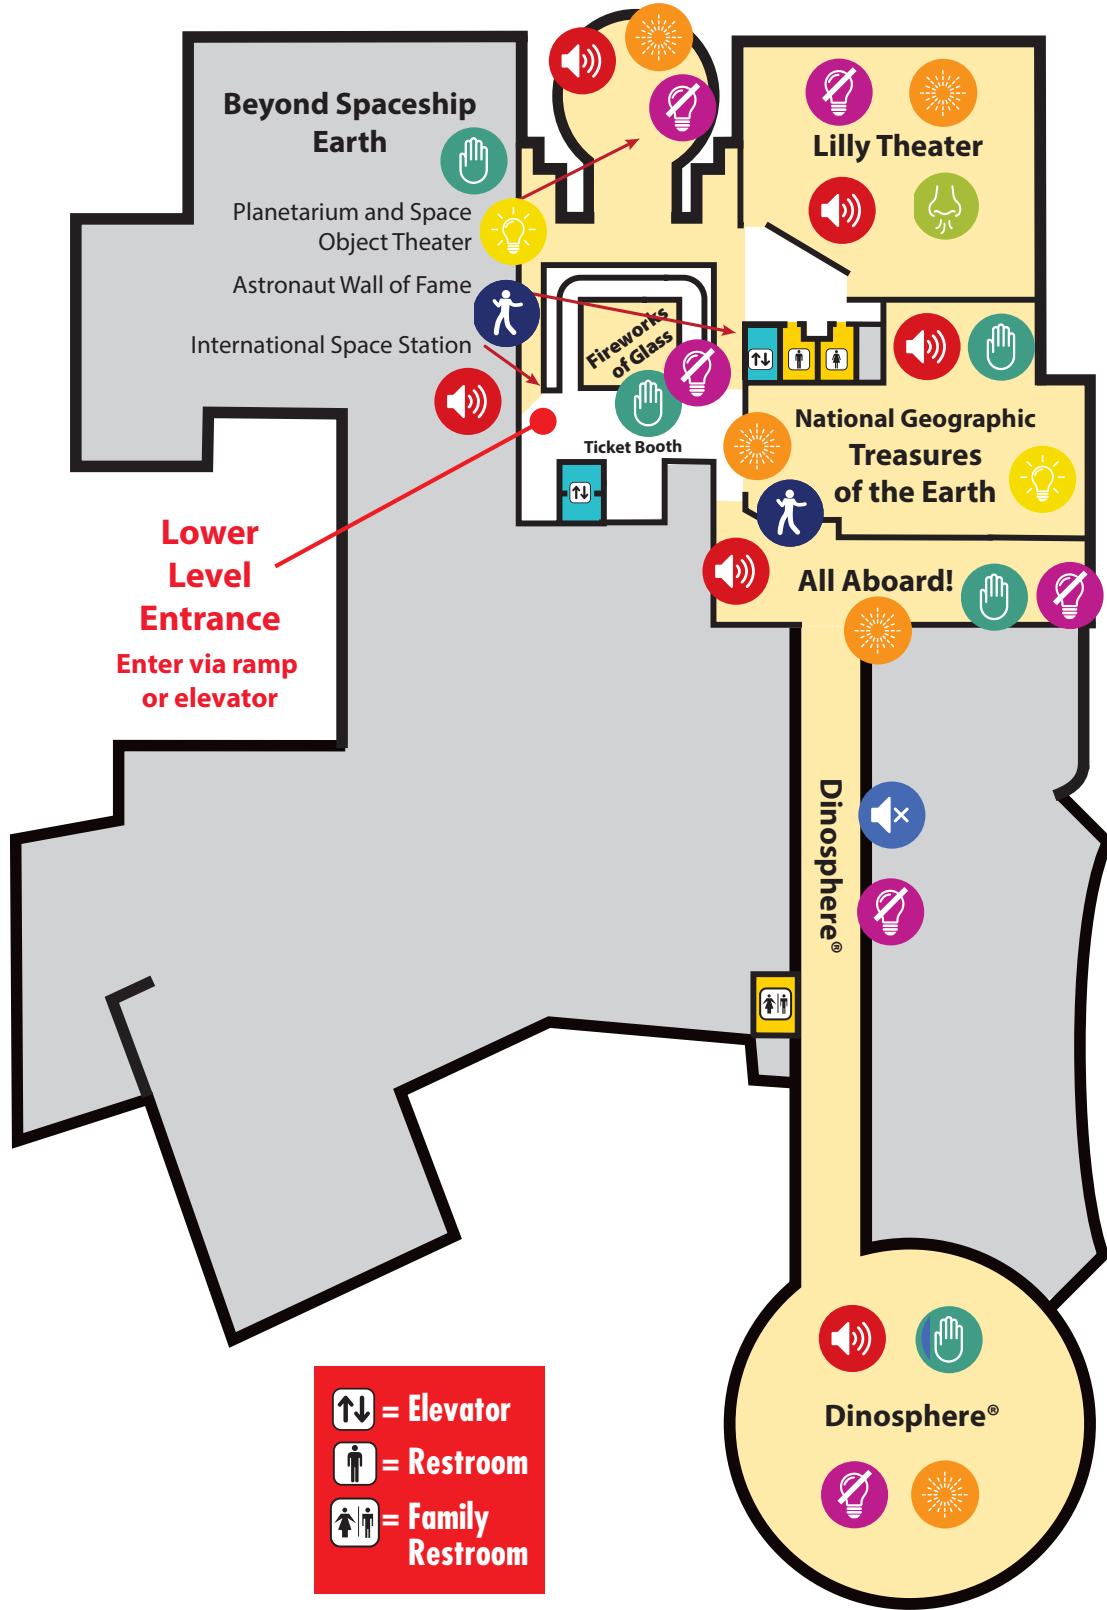 Beyond Spaceship
Earth
Planetarium and Space
Object Theater
Astronaut Wall of Fame
International Space Station
Lilly Theater
Fireworks
of Glass
Ticket Booth
National Geographic
Treasures
of the Earth
All Aboard!
Lower
Level
Entrance
Enter via ramp
or elevator
Dinosphere®
Dinosphere®
= Elevator
= Restroom
= Family
Restroom